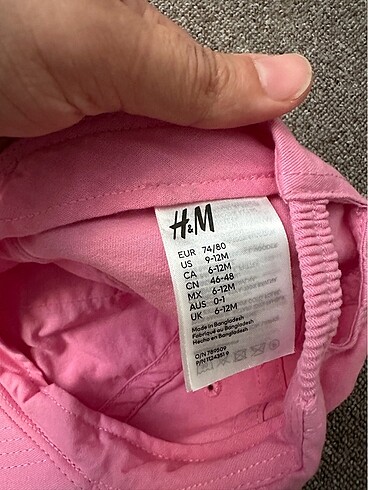 H&M
EUR 74/80
US 9-12M
CA 6-12M
CN 46-48
MX 6-12M
AUS 0-1
UK 6-12M
Made in Bangladesh
Fabriqué au Bangladesh
Hecho en Bangladesh
O/N 789509